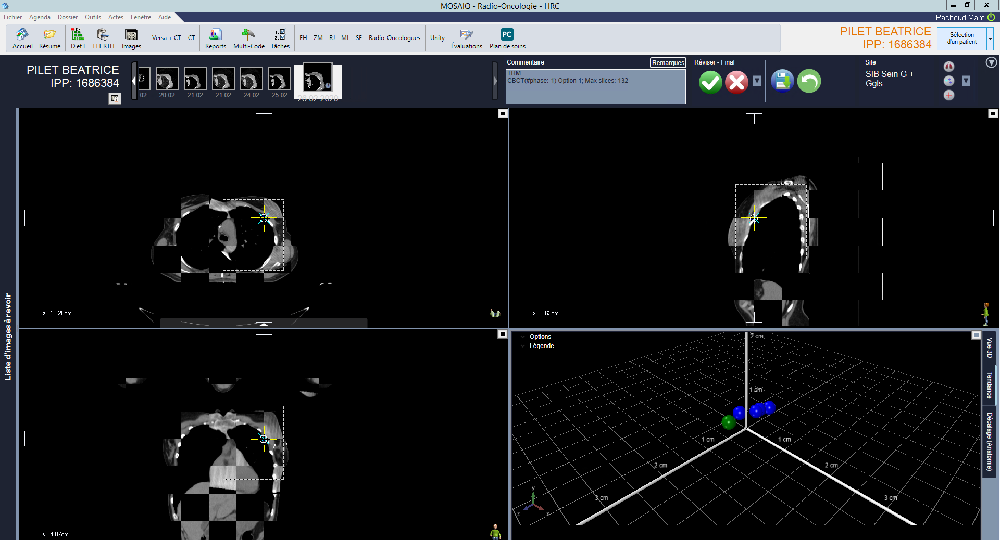 MOSAIQ - Radio-Oncologie - HRC
Fichier Agenda Dossier Outils Actes Fenêtre Aide
Pachoud Marc
Accueil Résumé D et I TTT RTH Images Versa + CT CT Reports Multi-Code Tâches EH ZM RJ ML SE Radio-Oncologues Unity Évaluations PC Plan de soins
PILET BEATRICE
IPP: 1686384
Sélection
d'un patient
PILET BEATRICE
IPP: 1686384
.02 20.02 21.02 21.02 24.02 25.02 26.02.2020
Commentaire Remarques
TRM
CBCT(#phase:-1) Option 1; Max slices: 132
Réviser - Final
Site
SIB Sein G +
Ggls
Liste d'images à revoir
z: 16.20cm
x: 9.63cm
y: 4.07cm
Options
Légende
2 cm
1 cm
1 cm
1 cm
2 cm
2 cm
3 cm
3 cm
y
z
x
Vue 3D
Tendance
Décalage (Anatomie)